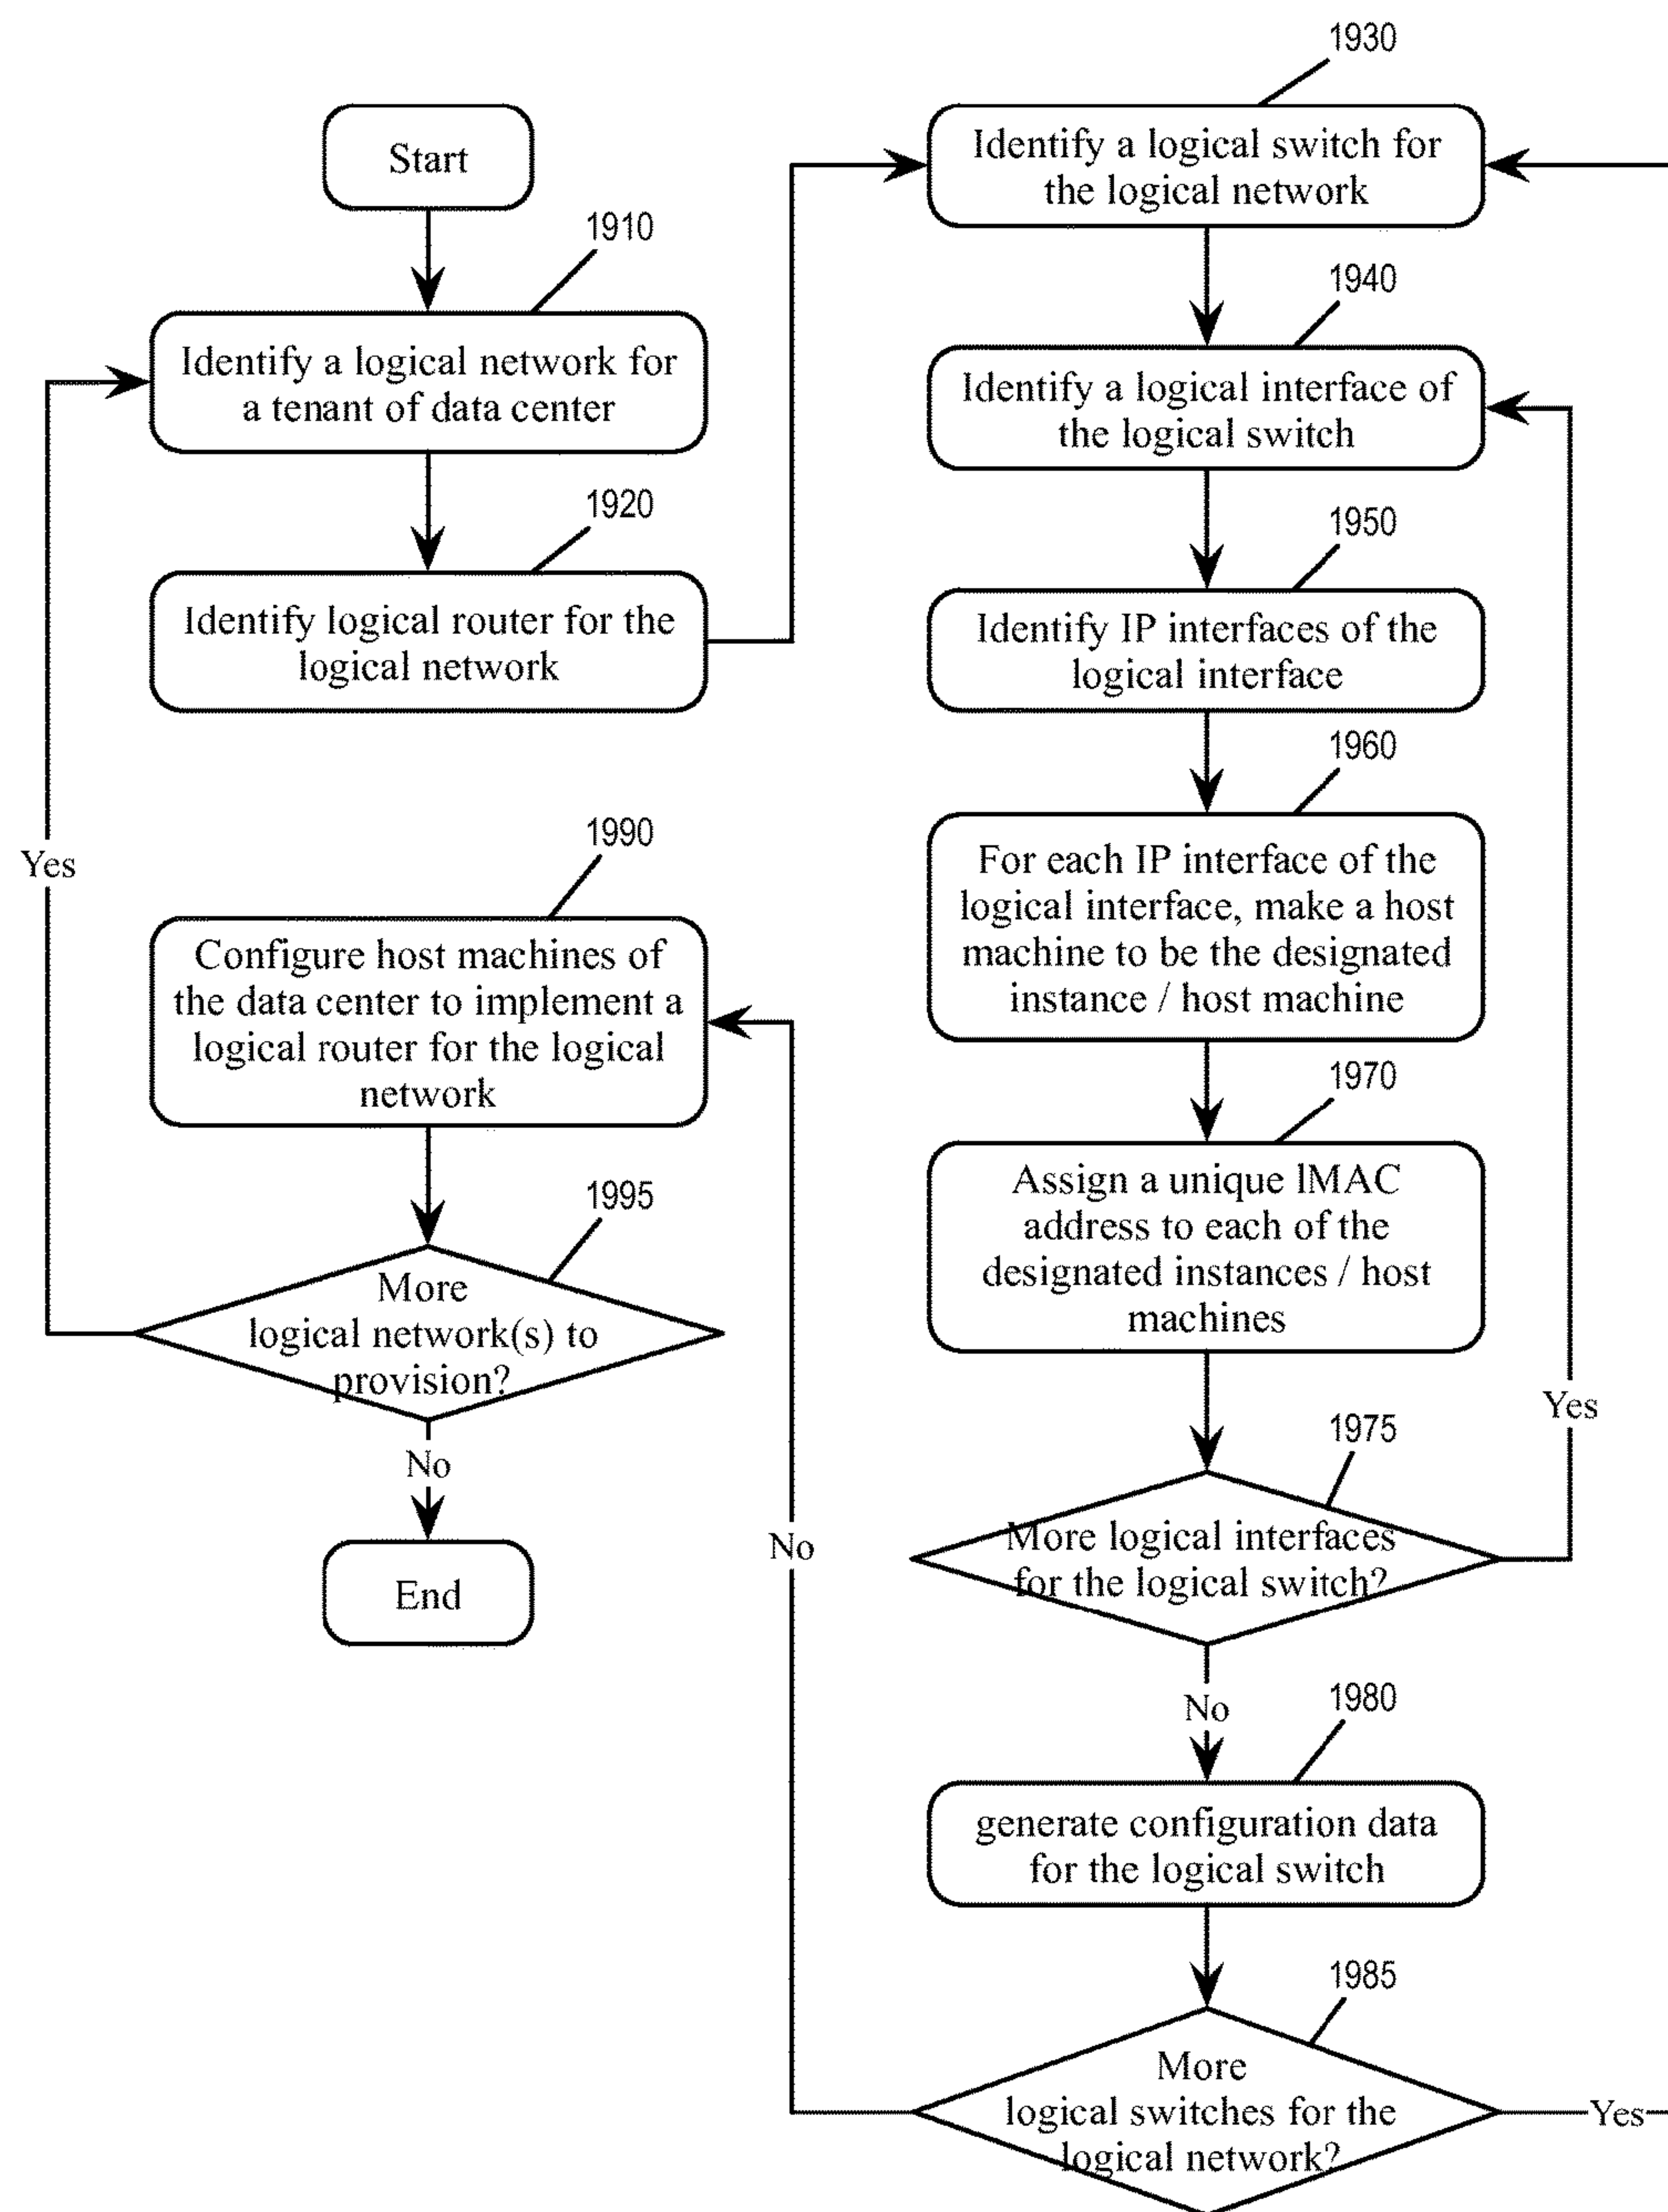 Start
1910
Identify a logical network for
a tenant of data center
1920
Identify logical router for the
logical network
1930
Identify a logical switch for
the logical network
1940
Identify a logical interface of
the logical switch
1950
Identify IP interfaces of the
logical interface
1960
For each IP interface of the
logical interface, make a host
machine to be the designated
instance / host machine
1970
Assign a unique lMAC
address to each of the
designated instances / host
machines
1975
More logical interfaces
for the logical switch?
Yes
No
1980
generate configuration data
for the logical switch
1985
More
logical switches for the
logical network?
Yes
No
1990
Configure host machines of
the data center to implement a
logical router for the logical
network
1995
More
logical network(s) to
provision?
Yes
No
End